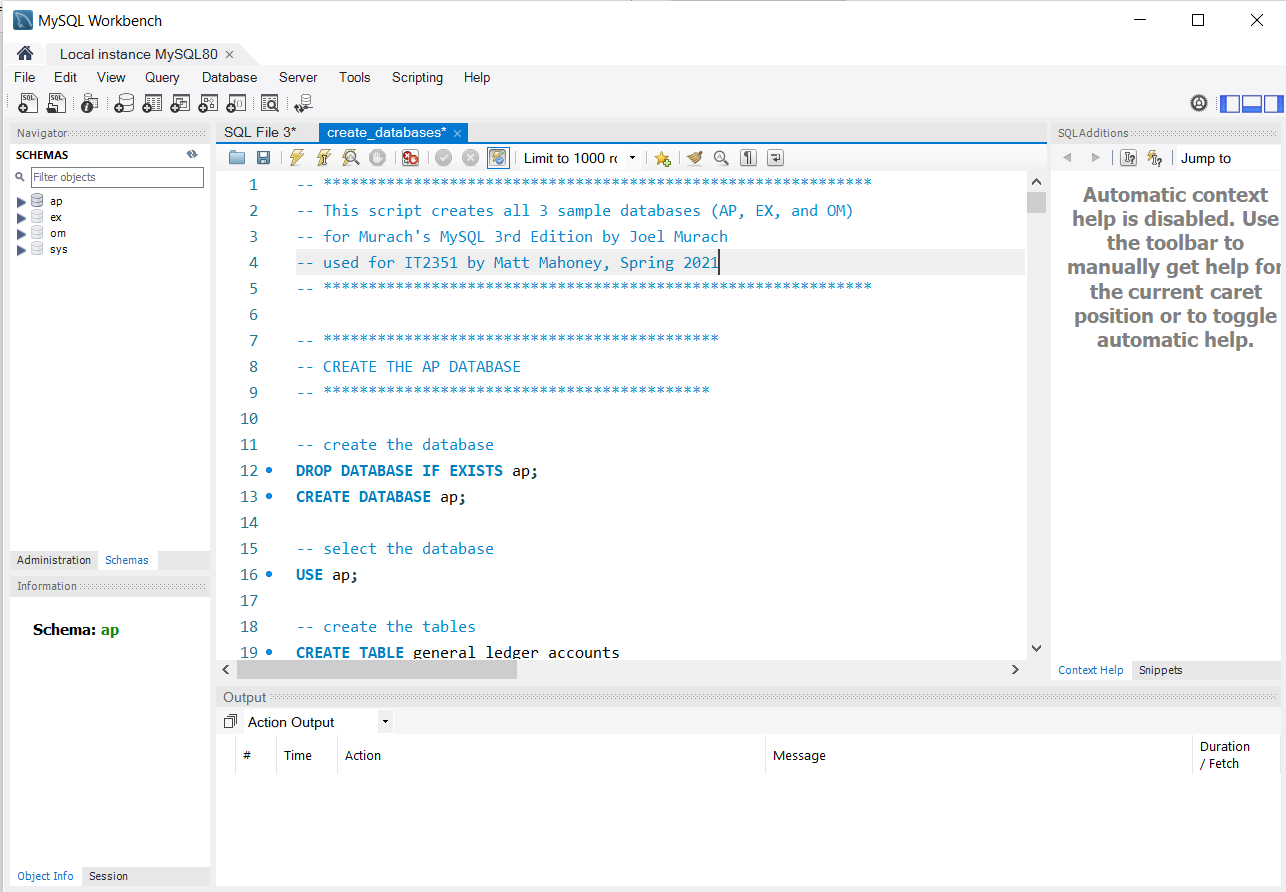 MySQL Workbench
Local instance MySQL80
File Edit View Query Database Server Tools Scripting Help
Navigator
SCHEMAS
Filter objects
ap
ex
om
sys
Administration Schemas
Information
Schema: ap
Object Info Session
SQL File 3* create_databases*
Limit to 1000 rc
1 -- *************************************************************
2 -- This script creates all 3 sample databases (AP, EX, and OM)
3 -- for Murach's MySQL 3rd Edition by Joel Murach
4 -- used for IT2351 by Matt Mahoney, Spring 2021
5 -- *************************************************************
6
7 -- ********************************************
8 -- CREATE THE AP DATABASE
9 -- *******************************************
10
11 -- create the database
12 DROP DATABASE IF EXISTS ap;
13 CREATE DATABASE ap;
14
15 -- select the database
16 USE ap;
17
18 -- create the tables
19 CREATE TABLE general_ledger_accounts
SQLAdditions
Jump to
Automatic context
help is disabled. Use
the toolbar to
manually get help for
the current caret
position or to toggle
automatic help.
Context Help Snippets
Output
Action Output
# Time Action Message Duration / Fetch